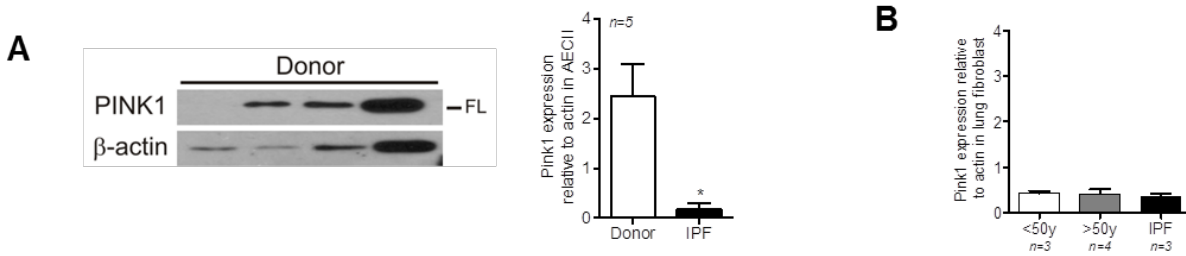 A
Donor
PINK1
FL
β-actin
Pink1 expression
relative to actin in AECII
4
3
2
1
0
n=5
*
Donor IPF
B
Pink1 expression relative
to actin in lung fibroblast
4
3
2
1
0
<50y >50y IPF
n=3 n=4 n=3